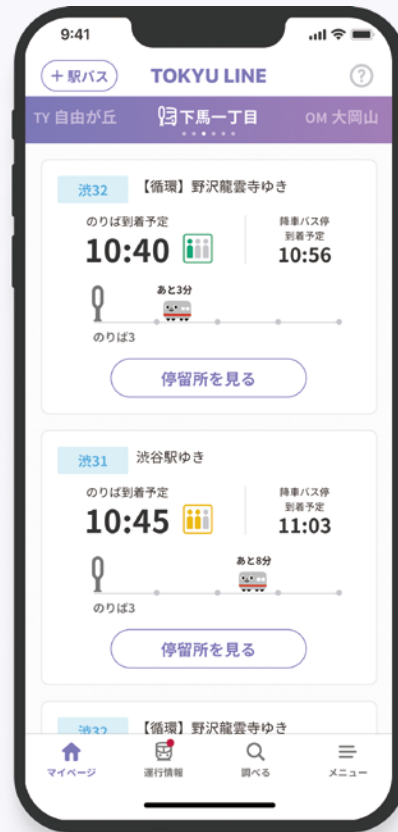 9:41
+ 駅バス
TOKYU LINE
?
TY 自由が丘
下馬一丁目
OM 大岡山
渋32
【循環】野沢龍雲寺ゆき
のりば到着予定
10:40
降車バス停
到着予定
10:56
あと3分
のりば3
停留所を見る
渋31
渋谷駅ゆき
のりば到着予定
10:45
降車バス停
到着予定
11:03
あと8分
のりば3
停留所を見る
渋32
【循環】野沢龍雲寺ゆき
マイページ
運行情報
調べる
メニュー